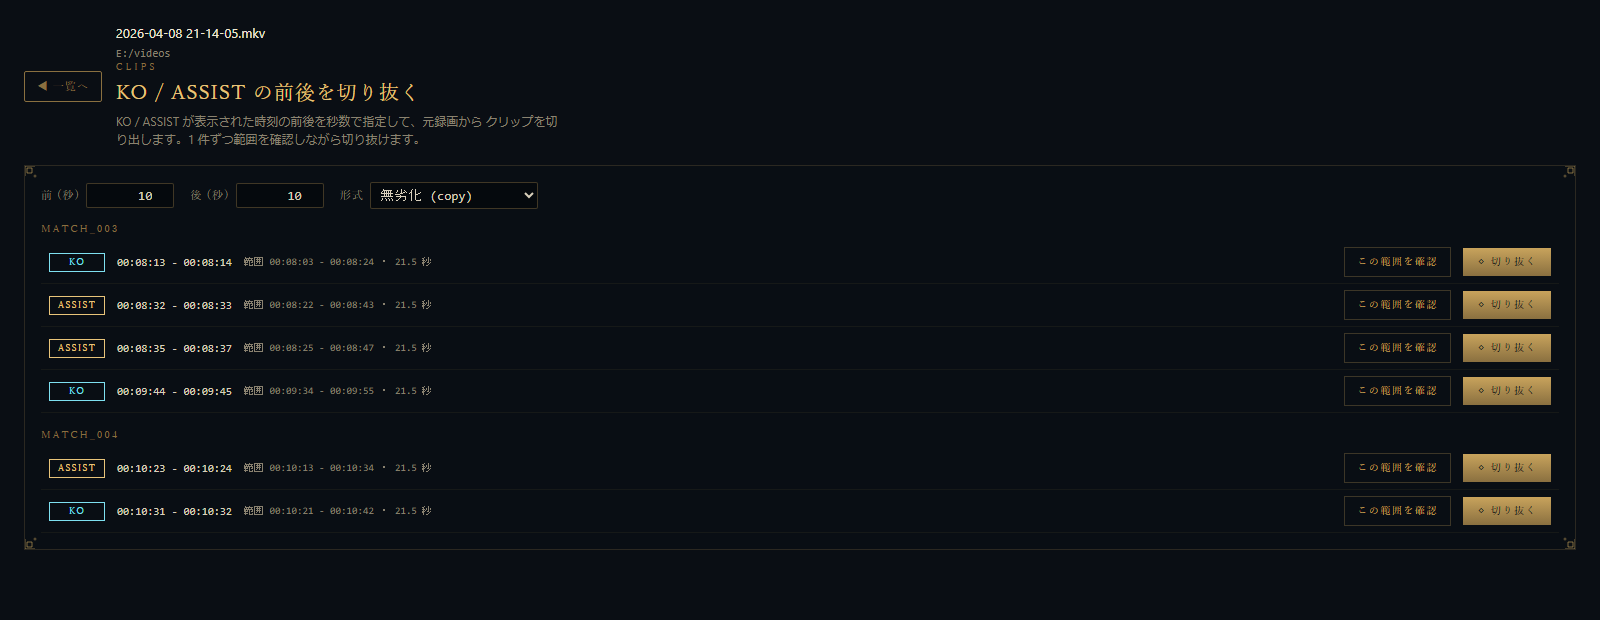 2026-04-08 21-14-05.mkv
E:/videos
CLIPS
◀ 一覧へ
KO / ASSIST の前後を切り抜く
KO / ASSIST が表示された時刻の前後を秒数で指定して、元録画から クリップを切
り出します。1 件ずつ範囲を確認しながら切り抜けます。
前 (秒) 10 後 (秒) 10 形式 無劣化 (copy)
MATCH_003
KO 00:08:13 - 00:08:14 範囲 00:08:03 - 00:08:24 · 21.5 秒 この範囲を確認 ⋄ 切り抜く
ASSIST 00:08:32 - 00:08:33 範囲 00:08:22 - 00:08:43 · 21.5 秒 この範囲を確認 ⋄ 切り抜く
ASSIST 00:08:35 - 00:08:37 範囲 00:08:25 - 00:08:47 · 21.5 秒 この範囲を確認 ⋄ 切り抜く
KO 00:09:44 - 00:09:45 範囲 00:09:34 - 00:09:55 · 21.5 秒 この範囲を確認 ⋄ 切り抜く
MATCH_004
ASSIST 00:10:23 - 00:10:24 範囲 00:10:13 - 00:10:34 · 21.5 秒 この範囲を確認 ⋄ 切り抜く
KO 00:10:31 - 00:10:32 範囲 00:10:21 - 00:10:42 · 21.5 秒 この範囲を確認 ⋄ 切り抜く